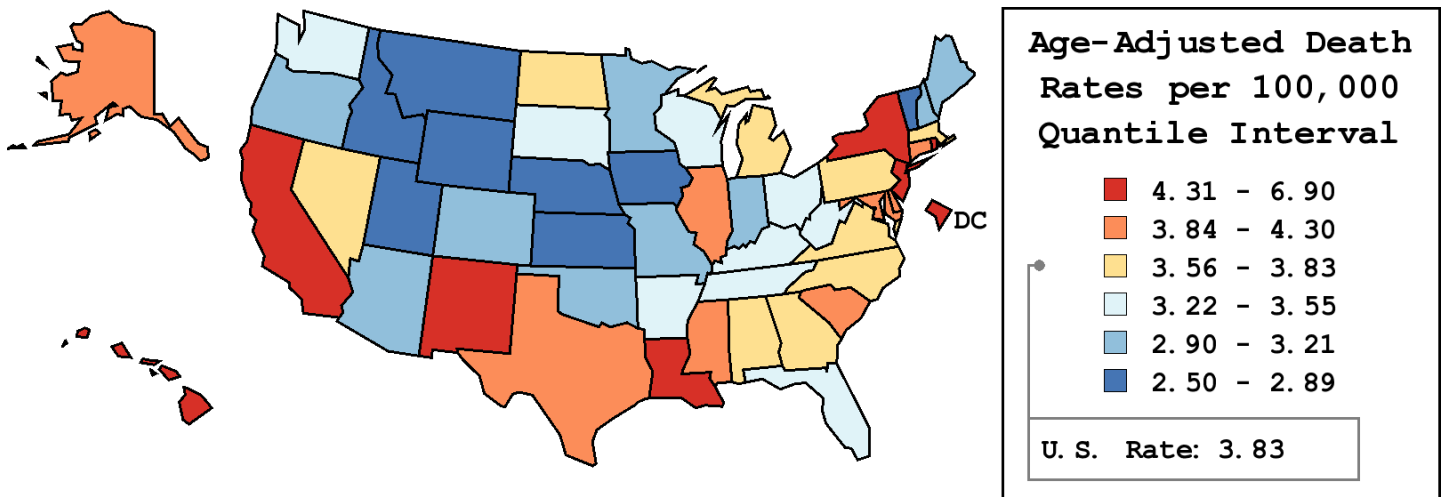 Age-Adjusted Death
Rates per 100,000
Quantile Interval
4.31 - 6.90
3.84 - 4.30
3.56 - 3.83
3.22 - 3.55
2.90 - 3.21
2.50 - 2.89
U.S. Rate: 3.83
DC